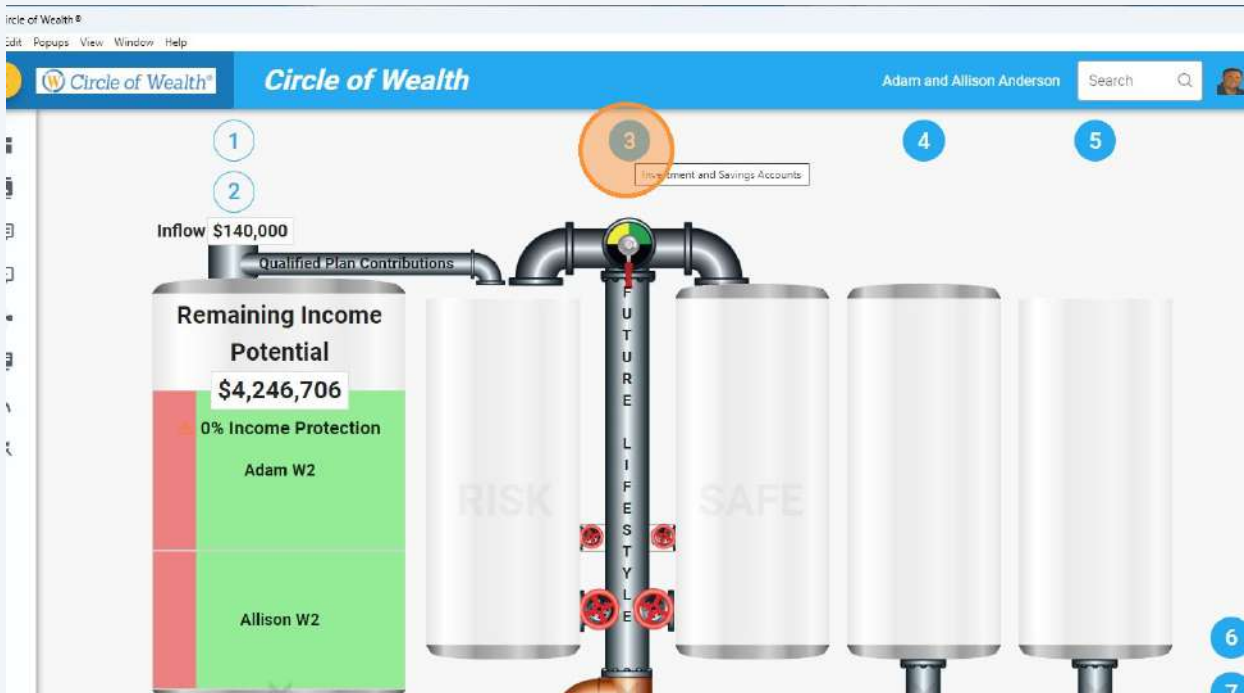 ircle of Wealth®
Edit Popups View Window Help
W Circle of Wealth®
Circle of Wealth
Adam and Allison Anderson
Search
1
2
3
4
5
Investment and Savings Accounts
Inflow $140,000
Qualified Plan Contributions
Remaining Income
Potential
$4,246,706
0% Income Protection
Adam W2
Allison W2
RISK
FUTURE LIFESTYLE
SAFE
6
7